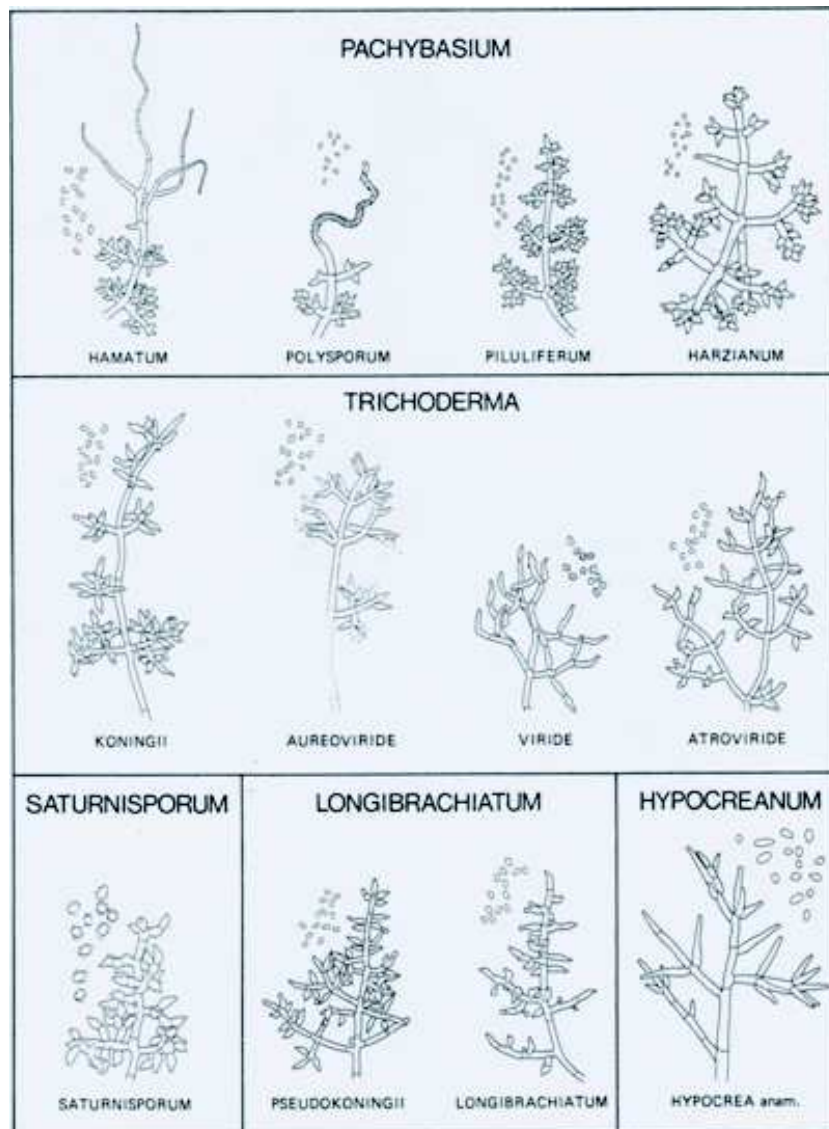 PACHYBASIUM
HAMATUM POLYSPORUM PILULIFERUM HARZIANUM
TRICHODERMA
KONINGII AUREOVIRIDE VIRIDE ATROVIRIDE
SATURNISPORUM LONGIBRACHIATUM HYPOCREANUM
SATURNISPORUM PSEUDOKONINGII LONGIBRACHIATUM HYPOCREA anam.